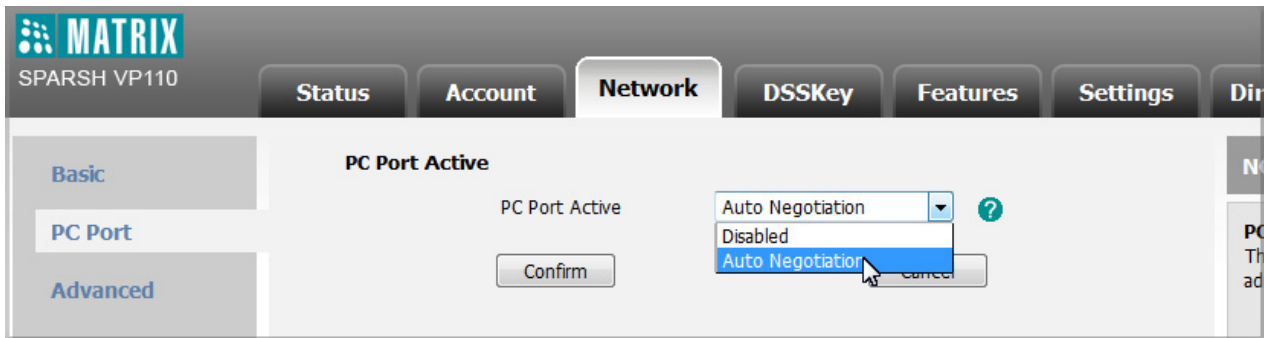 MATRIX
SPARSH VP110
Status Account Network DSSKey Features Settings
Basic
PC Port
Advanced
PC Port Active
PC Port Active Auto Negotiation ?
Disabled
Auto Negotiation
Confirm Cancel